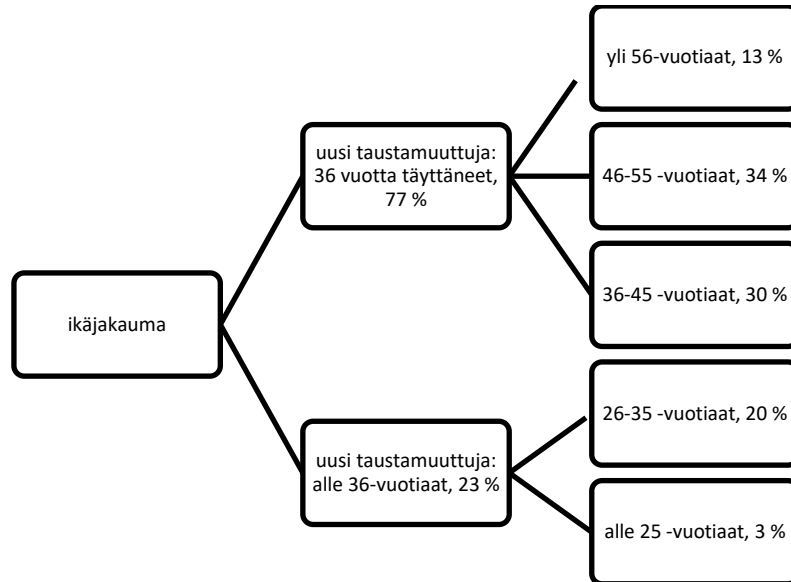 ikäjakauma
uusi taustamuuttuja:
36 vuotta täyttäneet,
77 %
yli 56-vuotiaat, 13 %
46-55 -vuotiaat, 34 %
36-45 -vuotiaat, 30 %
uusi taustamuuttuja:
alle 36-vuotiaat, 23 %
26-35 -vuotiaat, 20 %
alle 25 -vuotiaat, 3 %